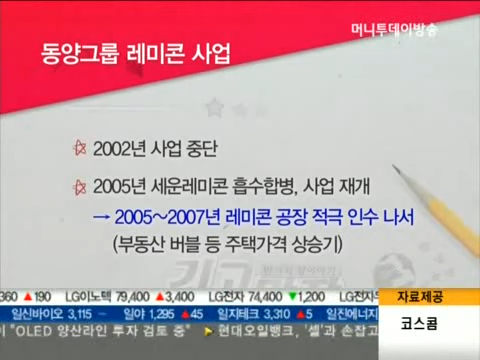 머니투데이방송
동양그룹 레미콘 사업
2002년 사업 중단
2005년 세운레미콘 흡수합병, 사업 재개
→ 2005~2007년 레미콘 공장 적극 인수 나서
(부동산 버블 등 주택가격 상승기)
360 ▲190 LG이노텍 79,400 ▲3,400 LG전자 74,400 ▼1,200 LG전자우
일신바이오 3,115 - 일야 1,295 ▲45 일지테크 3,310 ▲5 일진에너지
"OLED 양산라인 투자 검토 중" ➤ 현대오일뱅크, '셸'과 손잡고
자료제공
코스콤